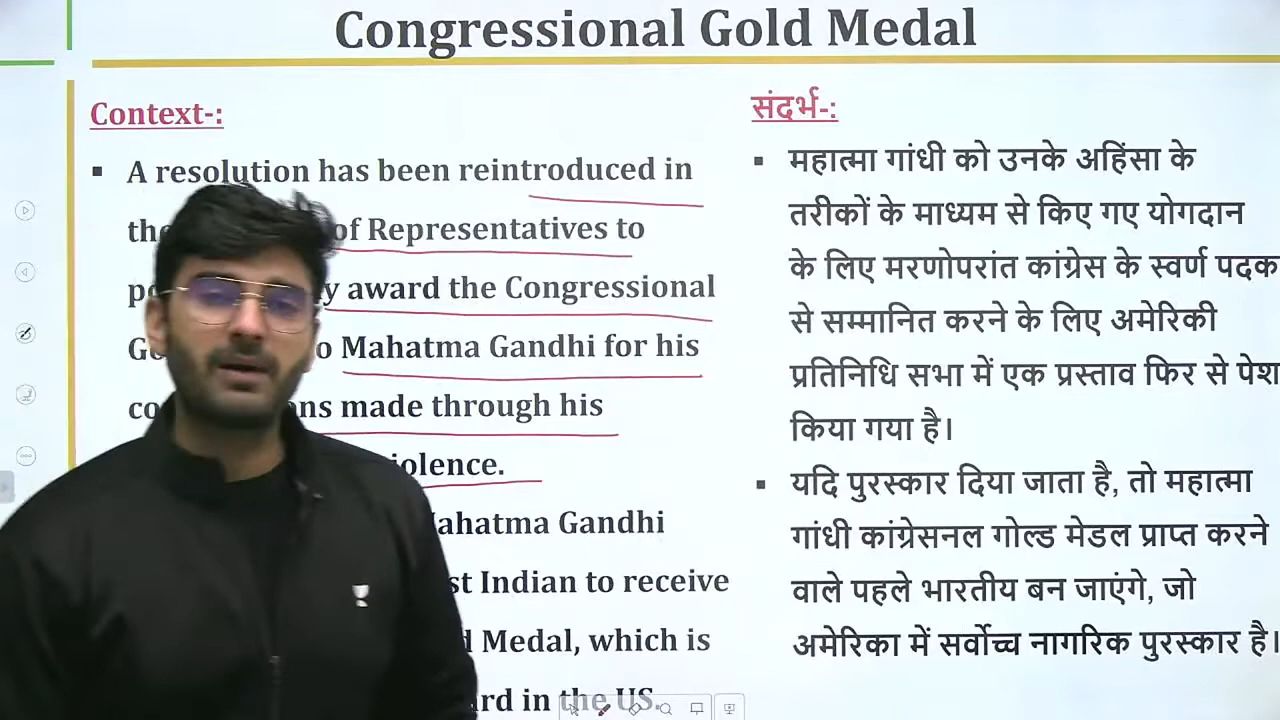 Congressional Gold Medal
Context-:
A resolution has been reintroduced in
the of Representatives to
award the Congressional
Mahatma Gandhi for his
made through his
Mahatma Gandhi
Indian to receive
Medal, which is
in the US.
संदर्भ-:
महात्मा गांधी को उनके अहिंसा के
तरीकों के माध्यम से किए गए योगदान
के लिए मरणोपरांत कांग्रेस के स्वर्ण पदक
से सम्मानित करने के लिए अमेरिकी
प्रतिनिधि सभा में एक प्रस्ताव फिर से पेश
किया गया है।
यदि पुरस्कार दिया जाता है, तो महात्मा
गांधी कांग्रेसनल गोल्ड मेडल प्राप्त करने
वाले पहले भारतीय बन जाएंगे, जो
अमेरिका में सर्वोच्च नागरिक पुरस्कार है।